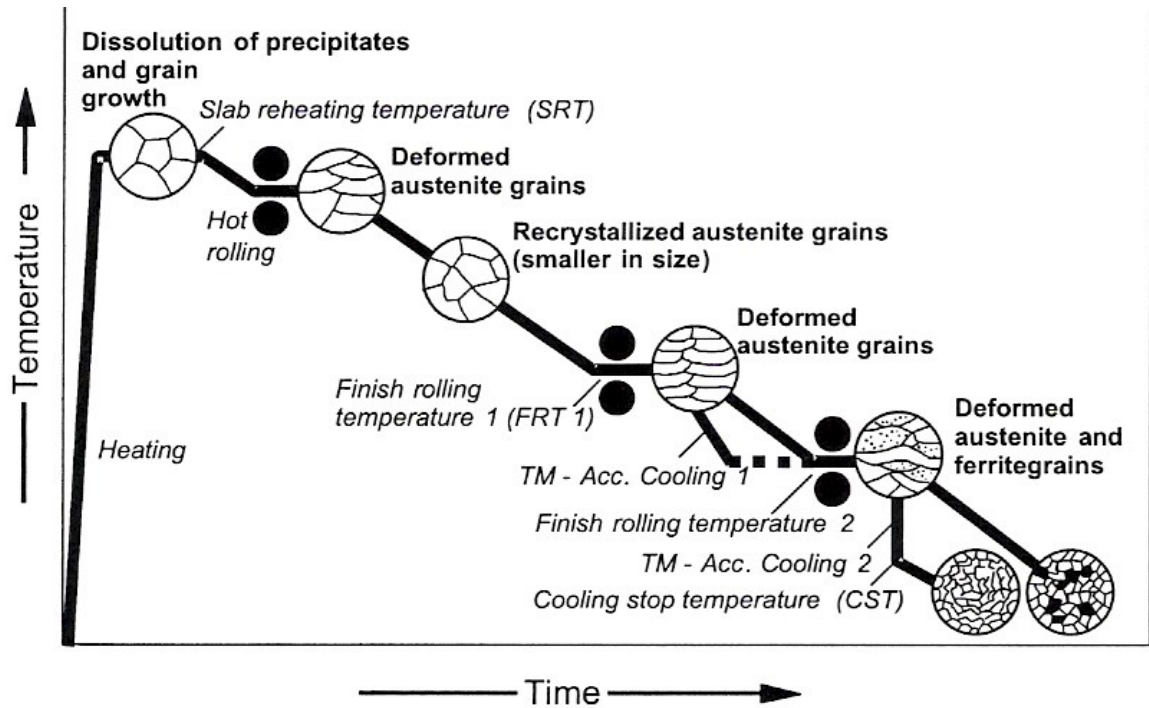 Dissolution of precipitates
and grain
growth
Slab reheating temperature (SRT)
Deformed
austenite grains
Hot
rolling
Recrystallized austenite grains
(smaller in size)
Deformed
austenite grains
Finish rolling
temperature 1 (FRT 1)
Deformed
austenite and
ferritegrains
Heating
TM - Acc. Cooling 1
Finish rolling temperature 2
TM - Acc. Cooling 2
Cooling stop temperature (CST)
Temperature
Time